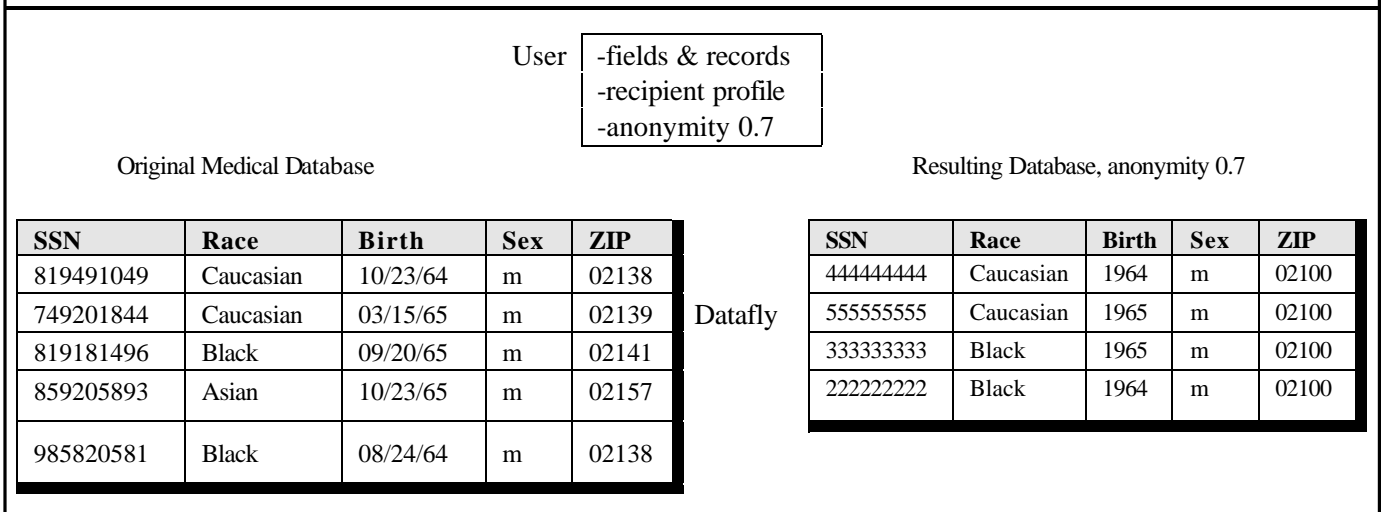 User
-fields & records
-recipient profile
-anonymity 0.7
Original Medical Database
SSN Race Birth Sex ZIP
819491049 Caucasian 10/23/64 m 02138
749201844 Caucasian 03/15/65 m 02139
819181496 Black 09/20/65 m 02141
859205893 Asian 10/23/65 m 02157
985820581 Black 08/24/64 m 02138
Datafly
Resulting Database, anonymity 0.7
SSN Race Birth Sex ZIP
444444444 Caucasian 1964 m 02100
555555555 Caucasian 1965 m 02100
333333333 Black 1965 m 02100
222222222 Black 1964 m 02100